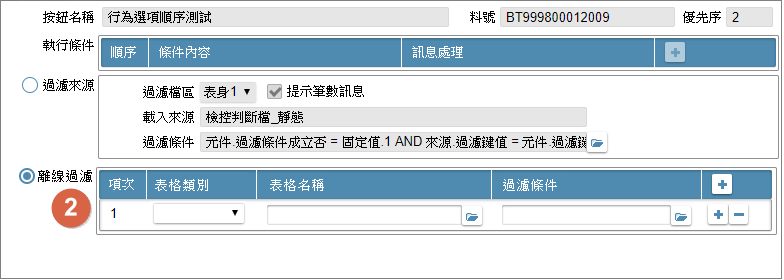 按鈕名稱 行為選項順序測試 料號 BT999800012009 優先序 2
執行條件 順序 條件內容 訊息處理
過濾來源
過濾檔區 表身1 提示筆數訊息
載入來源 檢控判斷檔_靜態
過濾條件 元件.過濾條件成立否 = 固定值.1 AND 來源.過濾鍵值 = 元件.過濾鍵
離線過濾 項次 表格類別 表格名稱 過濾條件
2
1